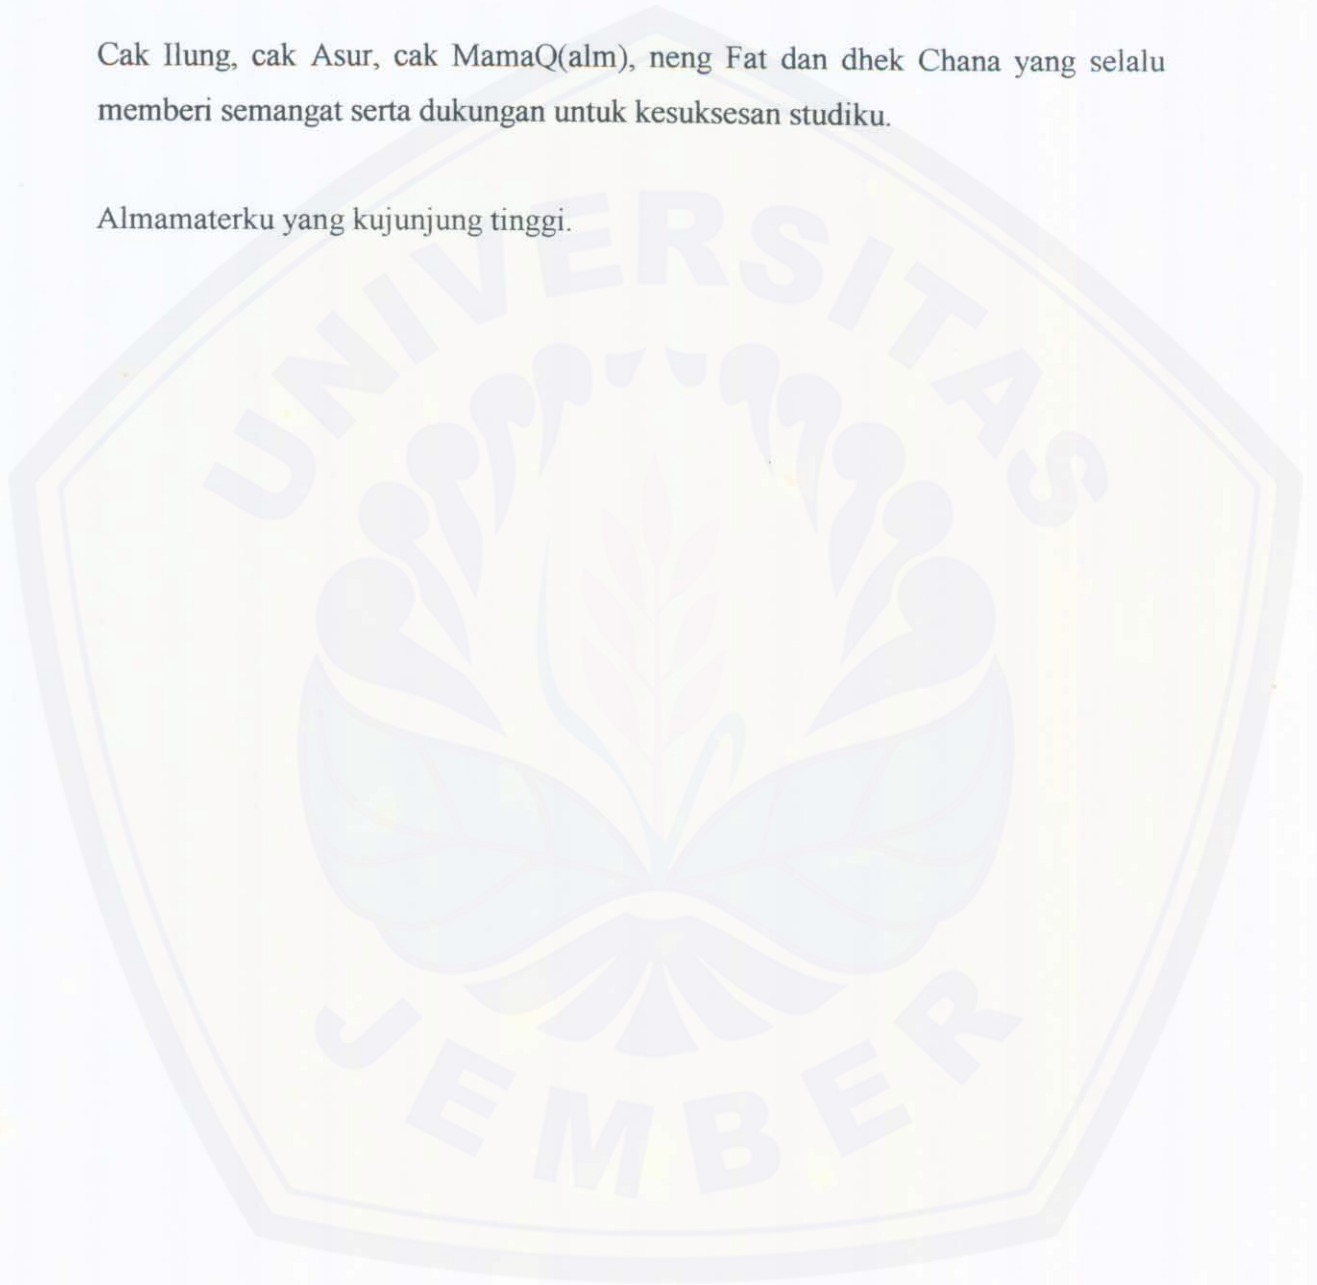 Cak Ilung, cak Asur, cak MamaQ(alm), neng Fat dan dhek Chana yang selalu
memberi semangat serta dukungan untuk kesuksesan studiku.
Almamaterku yang kujunjung tinggi.
UNIVERSITAS
JEMBER